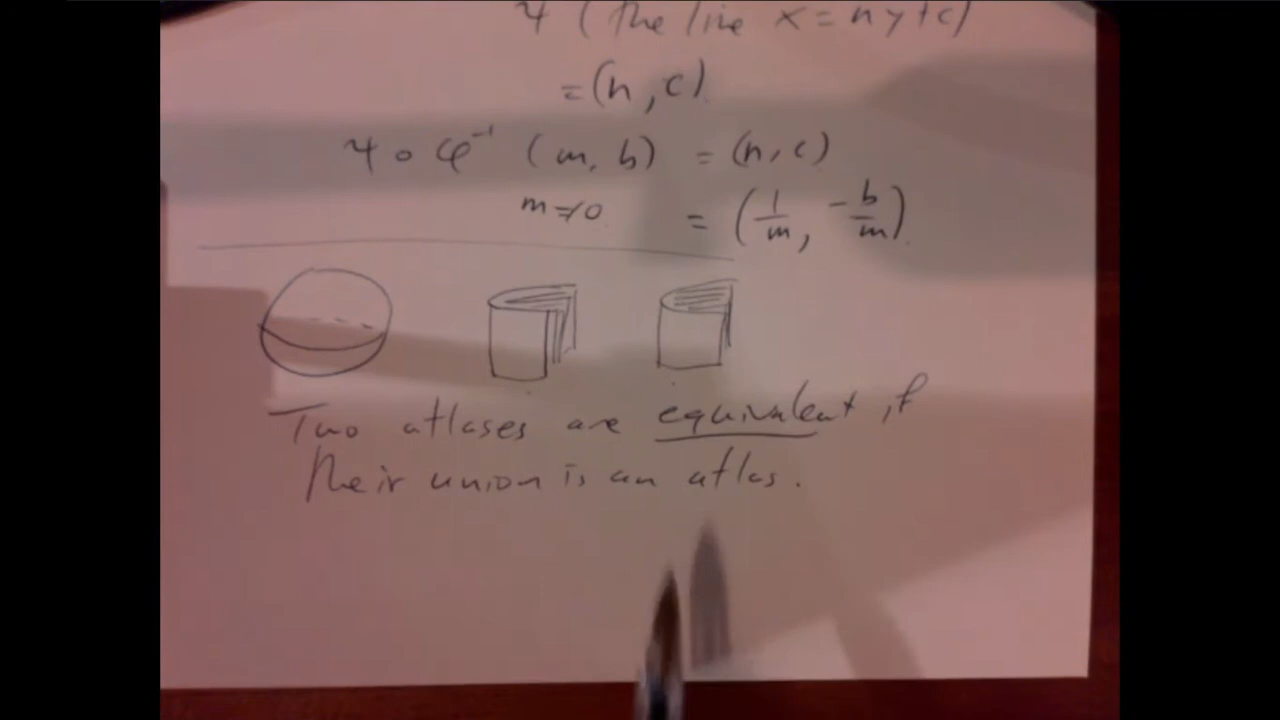 ψ (the line x = ny+c)
= (n, c)
ψ ∘ φ⁻¹ (m, b) = (n, c)
m≠0 = (1/m, -b/m)
Two atlases are equivalent if
their union is an atlas.